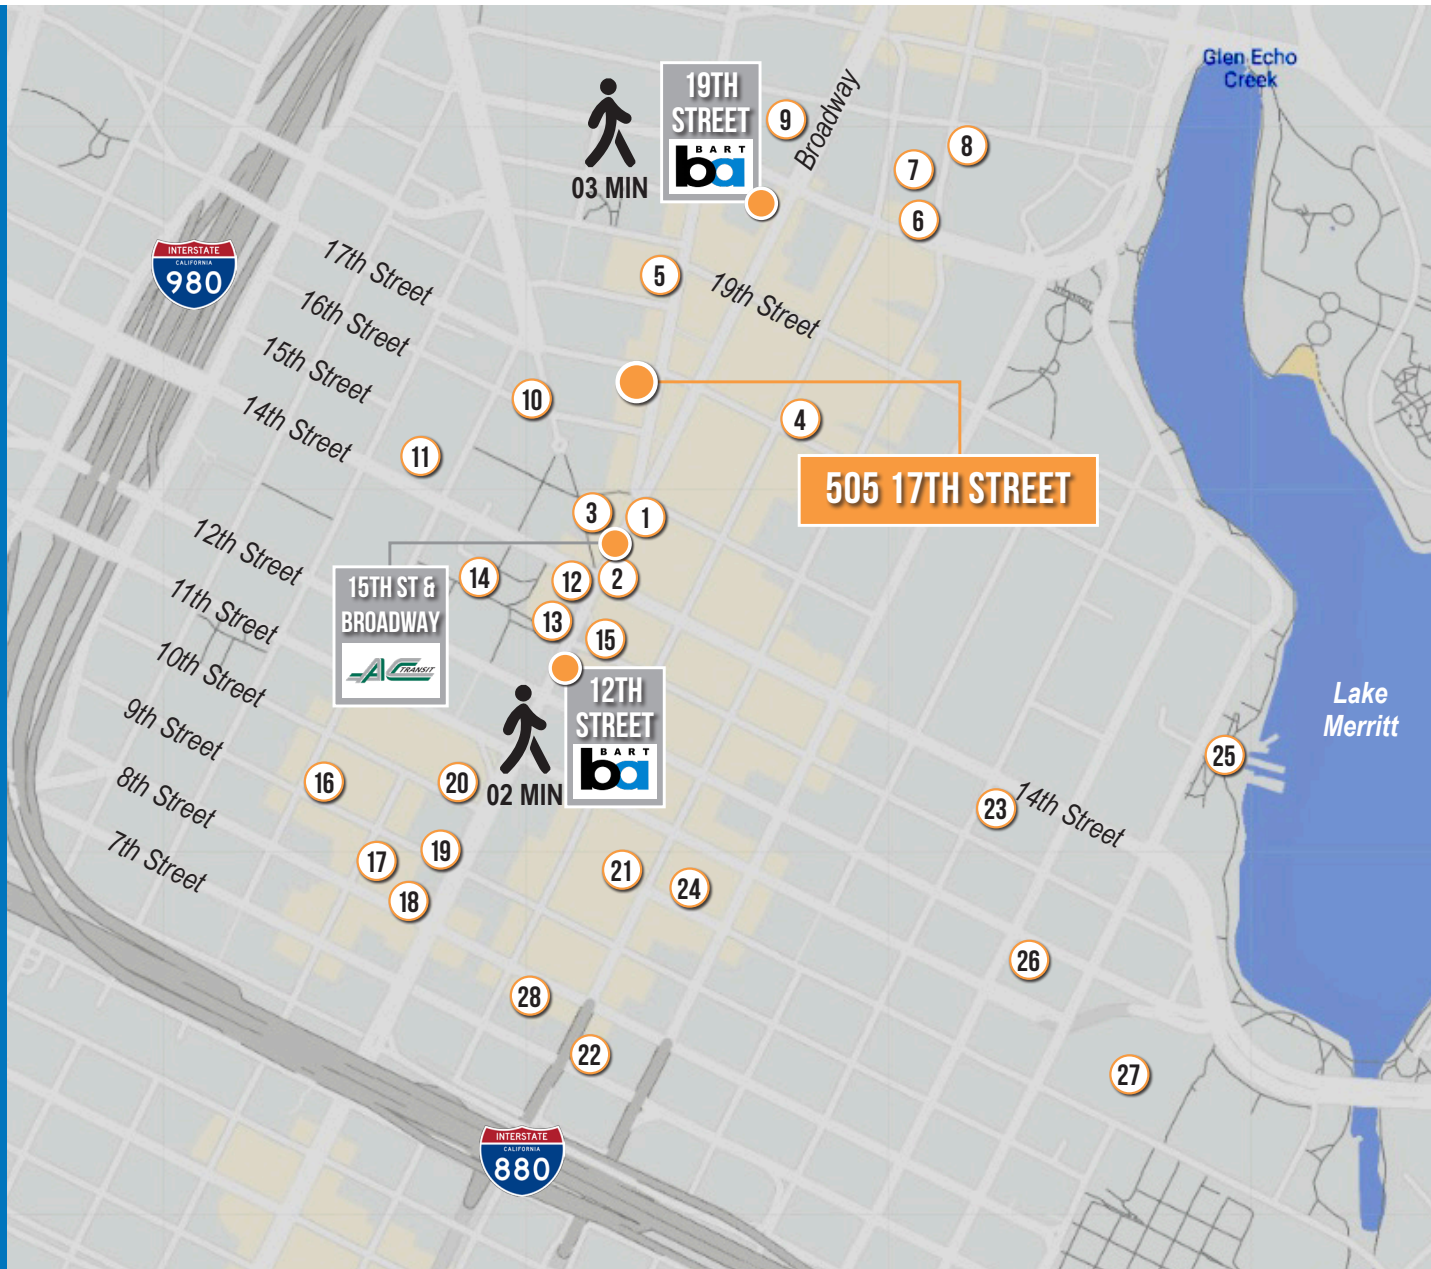 Glen Echo
Creek
19TH
STREET
BART
ba
03 MIN
Broadway
9
8
7
6
INTERSTATE
CALIFORNIA
980
17th Street
16th Street
15th Street
14th Street
5
19th Street
10
4
11
505 17TH STREET
3
1
12th Street
11th Street
10th Street
9th Street
8th Street
7th Street
15TH ST &
BROADWAY
AC TRANSIT
14
12
2
13
15
12TH
STREET
BART
ba
02 MIN
Lake
Merritt
25
16
20
23
14th Street
17
19
18
21
24
26
28
22
27
INTERSTATE
CALIFORNIA
880